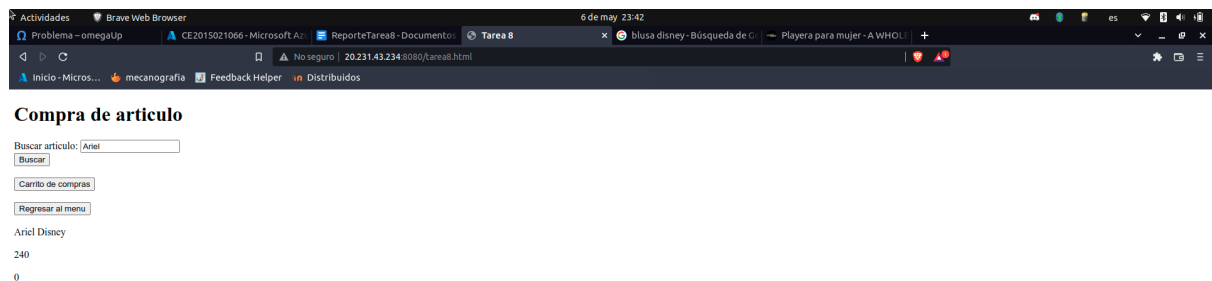 Actividades Brave Web Browser 6 de may 23:42 es
Problema – omegaUp CE2015021066 - Microsoft Azu ReporteTarea8 - Documentos Tarea 8 blusa disney - Búsqueda de Go Playera para mujer - A WHOLE
No seguro 20.231.43.234:8080/tarea8.html
Inicio - Micros... mecanografia Feedback Helper Distribuidos
Compra de articulo
Buscar articulo: Ariel
Buscar
Carrito de compras
Regresar al menu
Ariel Disney
240
0